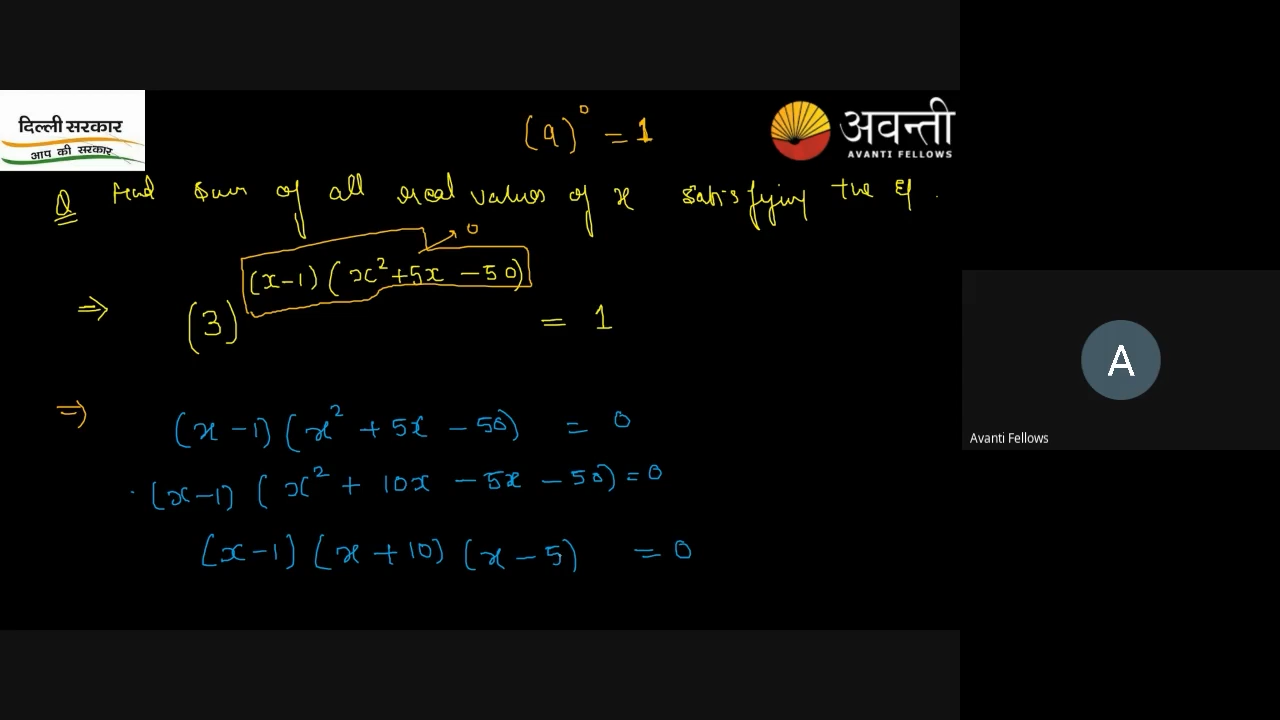 दिल्ली सरकार
आप की सरकार
(a)⁰ = 1
अवन्ती
AVANTI FELLOWS
Q Find sum of all real values of x satisfying the Eq.
0
⇒ (3)^(x-1)(x²+5x-50) = 1
⇒ (x-1)(x²+5x-50) = 0
(x-1)(x²+10x-5x-50)=0
(x-1)(x+10)(x-5) = 0
A
Avanti Fellows